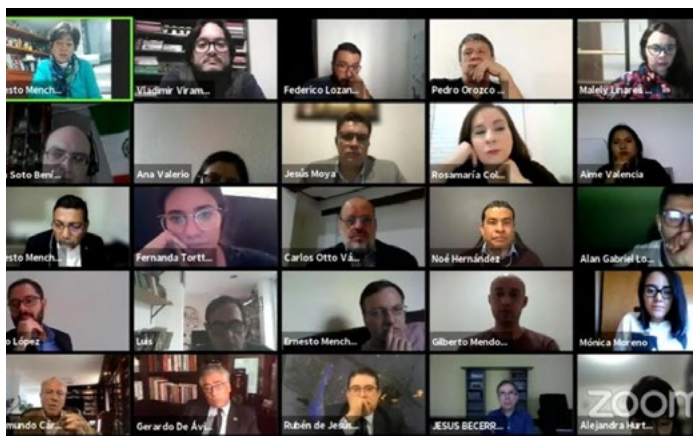 esto Mench...
Vladimir Viram...
Federico Lozan...
Pedro Orozco ...
Malely Linares ...
o Soto Bení...
Ana Valerio
Jesús Moya
Rosamaría Col...
Aime Valencia
esto Mench...
Fernanda Tortt...
Carlos Otto Vá...
Noé Hernández
Alan Gabriel Lo...
o López
Luis
Ernesto Mench...
Gilberto Mendo...
Mónica Moreno
mundo Cár...
Gerardo De Ávi...
Rubén de Jesús...
JESUS BECERR...
Alejandra Hurt...
zoom